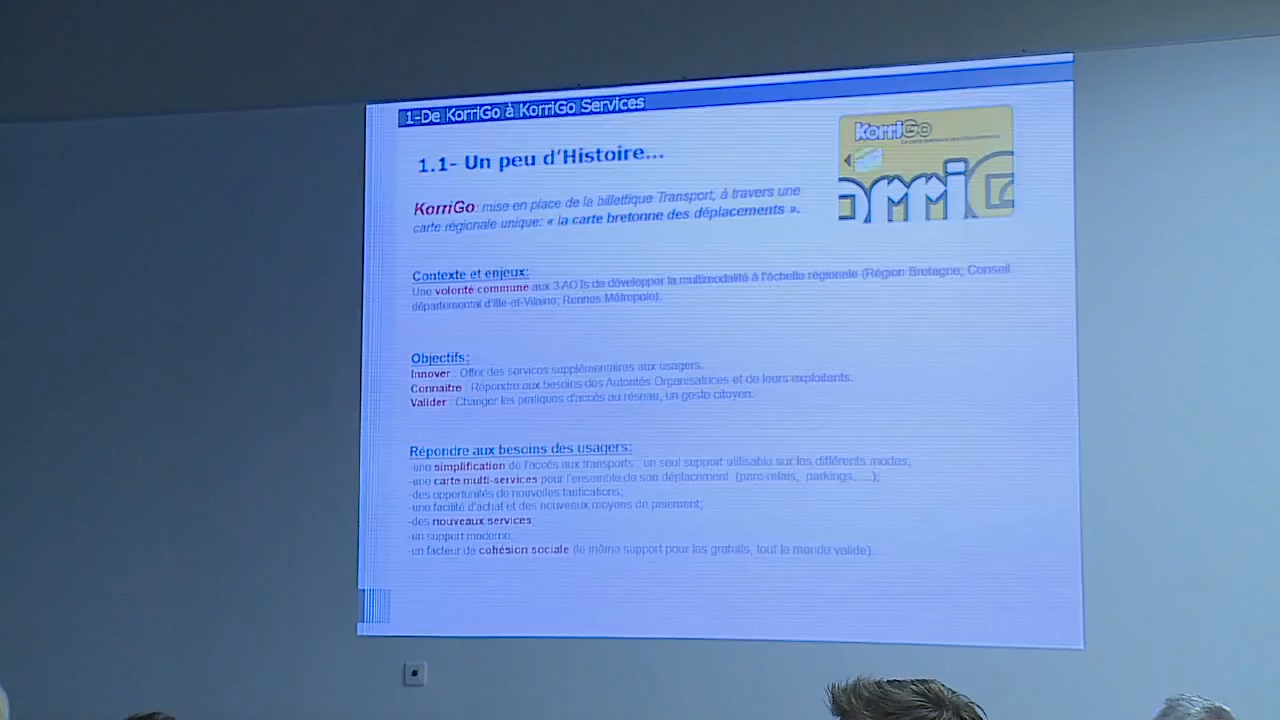 1-De KorriGo à KorriGo Services
1.1- Un peu d'Histoire...
KorriGo
KorriGo: mise en place de la billettique Transport, à travers une
carte régionale unique: « la carte bretonne des déplacements ».
orriG
Contexte et enjeux:
Une volonté commune aux 3 AOTs de développer la multimodalité à l'échelle régionale (Région Bretagne; Conseil
départemental d'Ille-et-Vilaine; Rennes Métropole).
Objectifs:
Innover : Offrir des services supplémentaires aux usagers.
Connaitre : Répondre aux besoins des Autorités Organisatrices et de leurs exploitants.
Valider : Changer les pratiques d'accès au réseau, un geste citoyen.
Répondre aux besoins des usagers:
-une simplification de l'accès aux transports : un seul support utilisable sur les différents modes;
-une carte multi-services pour l'ensemble de son déplacement (parc-relais, parkings, ....);
-des opportunités de nouvelles tarifications;
-une facilité d'achat et des nouveaux moyens de paiement;
-des nouveaux services;
-un support moderne;
-un facteur de cohésion sociale (le même support pour les gratuits, tout le monde valide).